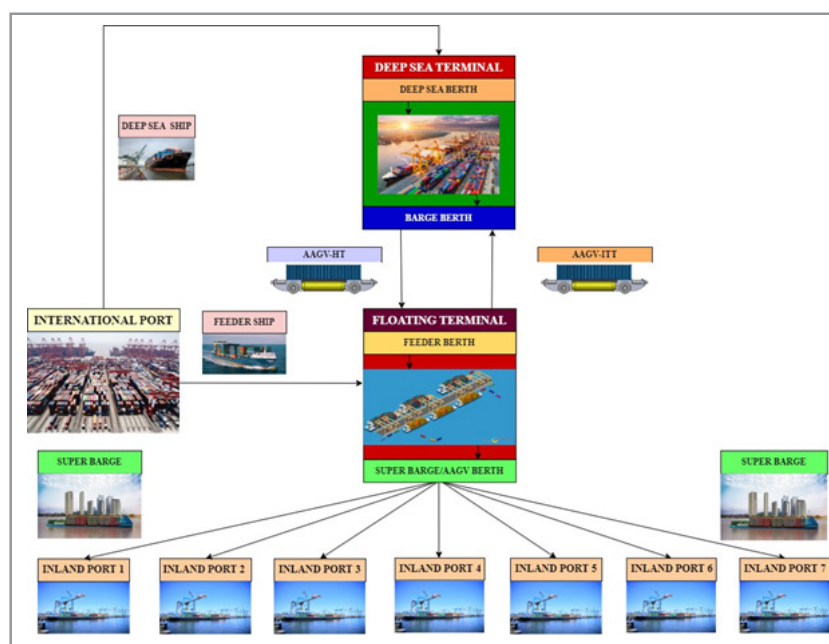 DEEP SEA TERMINAL
DEEP SEA BERTH
DEEP SEA SHIP
BARGE BERTH
AAGV-HT
AAGV-ITT
INTERNATIONAL PORT
FEEDER SHIP
FLOATING TERMINAL
FEEDER BERTH
SUPER BARGE
SUPER BARGE/AAGV BERTH
SUPER BARGE
INLAND PORT 1
INLAND PORT 2
INLAND PORT 3
INLAND PORT 4
INLAND PORT 5
INLAND PORT 6
INLAND PORT 7